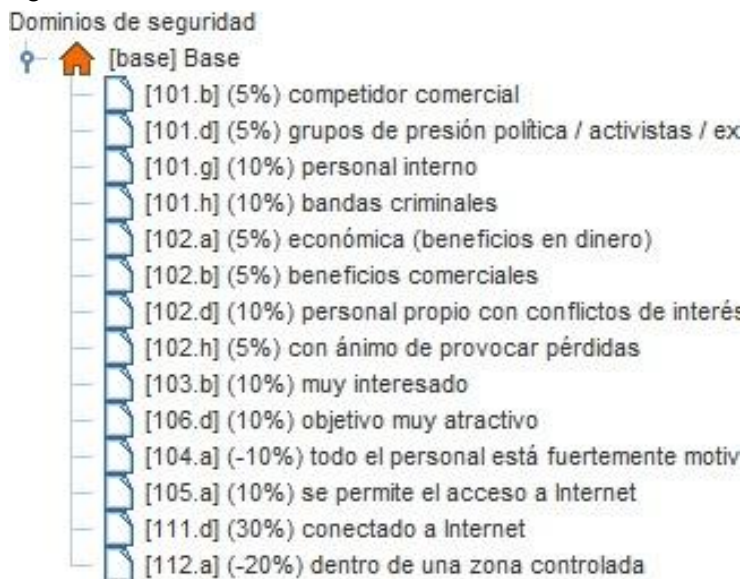 Dominios de seguridad
[base] Base
[101.b] (5%) competidor comercial
[101.d] (5%) grupos de presión política / activistas / ex
[101.g] (10%) personal interno
[101.h] (10%) bandas criminales
[102.a] (5%) económica (beneficios en dinero)
[102.b] (5%) beneficios comerciales
[102.d] (10%) personal propio con conflictos de interés
[102.h] (5%) con ánimo de provocar pérdidas
[103.b] (10%) muy interesado
[106.d] (10%) objetivo muy atractivo
[104.a] (-10%) todo el personal está fuertemente motiv
[105.a] (10%) se permite el acceso a Internet
[111.d] (30%) conectado a Internet
[112.a] (-20%) dentro de una zona controlada